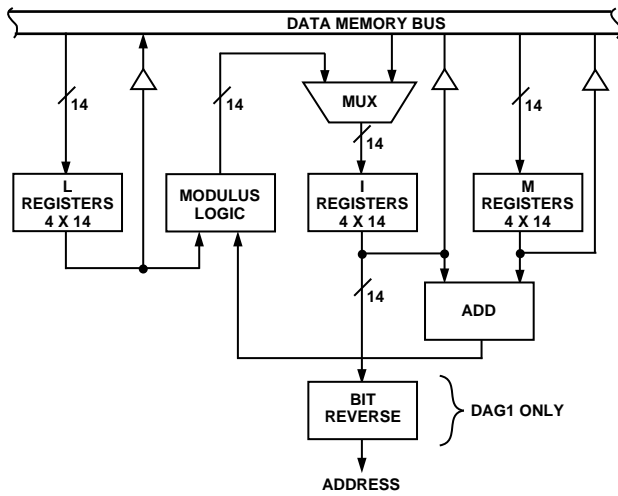 DATA MEMORY BUS
14
14
MUX
14
14
L
REGISTERS
4 X 14
MODULUS
LOGIC
I
REGISTERS
4 X 14
M
REGISTERS
4 X 14
14
ADD
BIT
REVERSE
DAG1 ONLY
ADDRESS